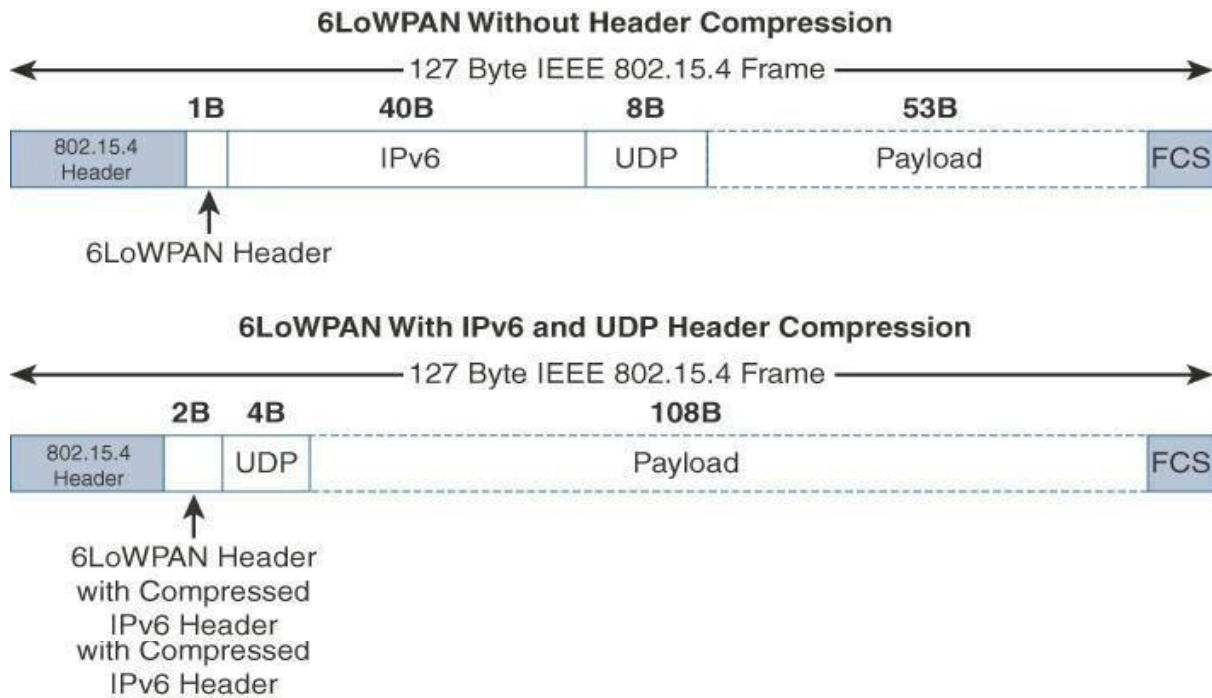 6LoWPAN Without Header Compression
127 Byte IEEE 802.15.4 Frame
1B 40B 8B 53B
802.15.4 Header IPv6 UDP Payload FCS
6LoWPAN Header
6LoWPAN With IPv6 and UDP Header Compression
127 Byte IEEE 802.15.4 Frame
2B 4B 108B
802.15.4 Header UDP Payload FCS
6LoWPAN Header
with Compressed
IPv6 Header
with Compressed
IPv6 Header